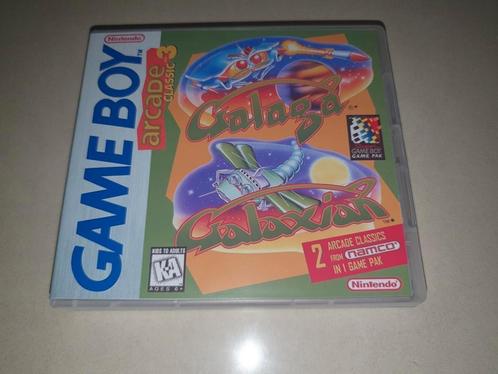 Nintendo
GAME BOY
arcade
CLASSIC 3
Galaga
GAME BOY
GAME PAK
Galaxian
TM
KIDS TO ADULTS
KA
AGES 6+
2 ARCADE CLASSICS
FROM namco
IN 1 GAME PAK
Nintendo